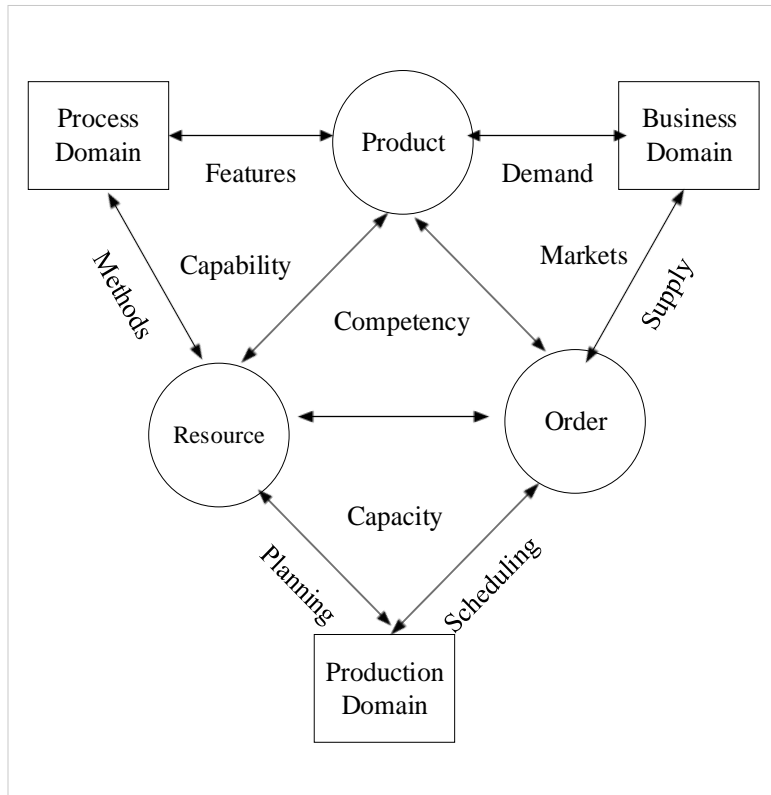 Process
Domain
Product
Business
Domain
Features
Demand
Methods
Capability
Markets
Supply
Competency
Resource
Order
Capacity
Planning
Scheduling
Production
Domain